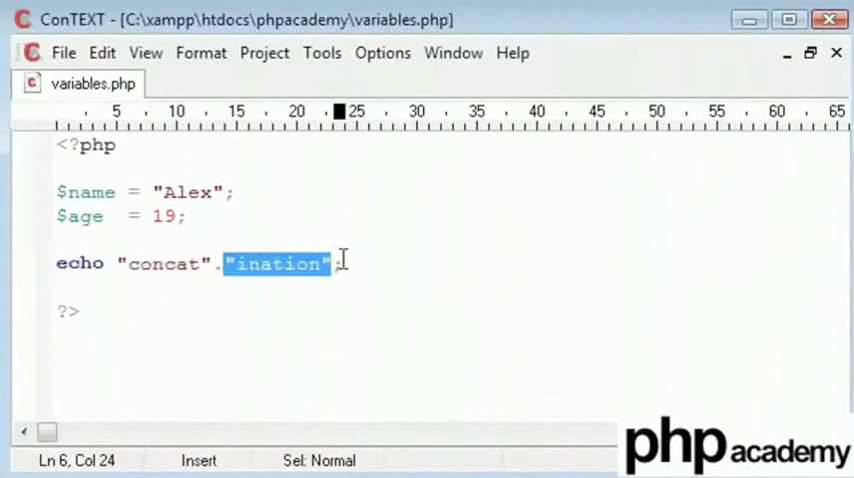 ConTEXT - [C:\xampp\htdocs\phpacademy\variables.php]
File Edit View Format Project Tools Options Window Help
variables.php
5 10 15 20 25 30 35 40 45 50 55 60 65
<?php
$name = "Alex";
$age = 19;
echo "concat"."ination";
?>
php academy
Ln 6, Col 24 Insert Sel: Normal